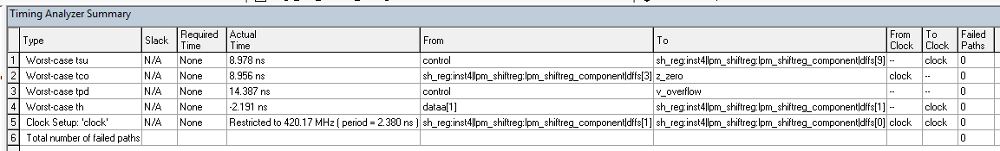 Timing Analyzer Summary
Type Slack Required Time Actual Time From To From Clock To Clock Failed Paths
1 Worst-case tsu N/A None 8.978 ns control sh_reg:inst4|lpm_shiftreg:lpm_shiftreg_component|dffs[9] -- clock 0
2 Worst-case tco N/A None 8.956 ns sh_reg:inst4|lpm_shiftreg:lpm_shiftreg_component|dffs[3] z_zero clock -- 0
3 Worst-case tpd N/A None 14.387 ns control v_overflow -- -- 0
4 Worst-case th N/A None -2.191 ns dataa[1] sh_reg:inst4|lpm_shiftreg:lpm_shiftreg_component|dffs[1] -- clock 0
5 Clock Setup: 'clock' N/A None Restricted to 420.17 MHz ( period = 2.380 ns ) sh_reg:inst4|lpm_shiftreg:lpm_shiftreg_component|dffs[1] sh_reg:inst4|lpm_shiftreg:lpm_shiftreg_component|dffs[0] clock clock 0
6 Total number of failed paths 0